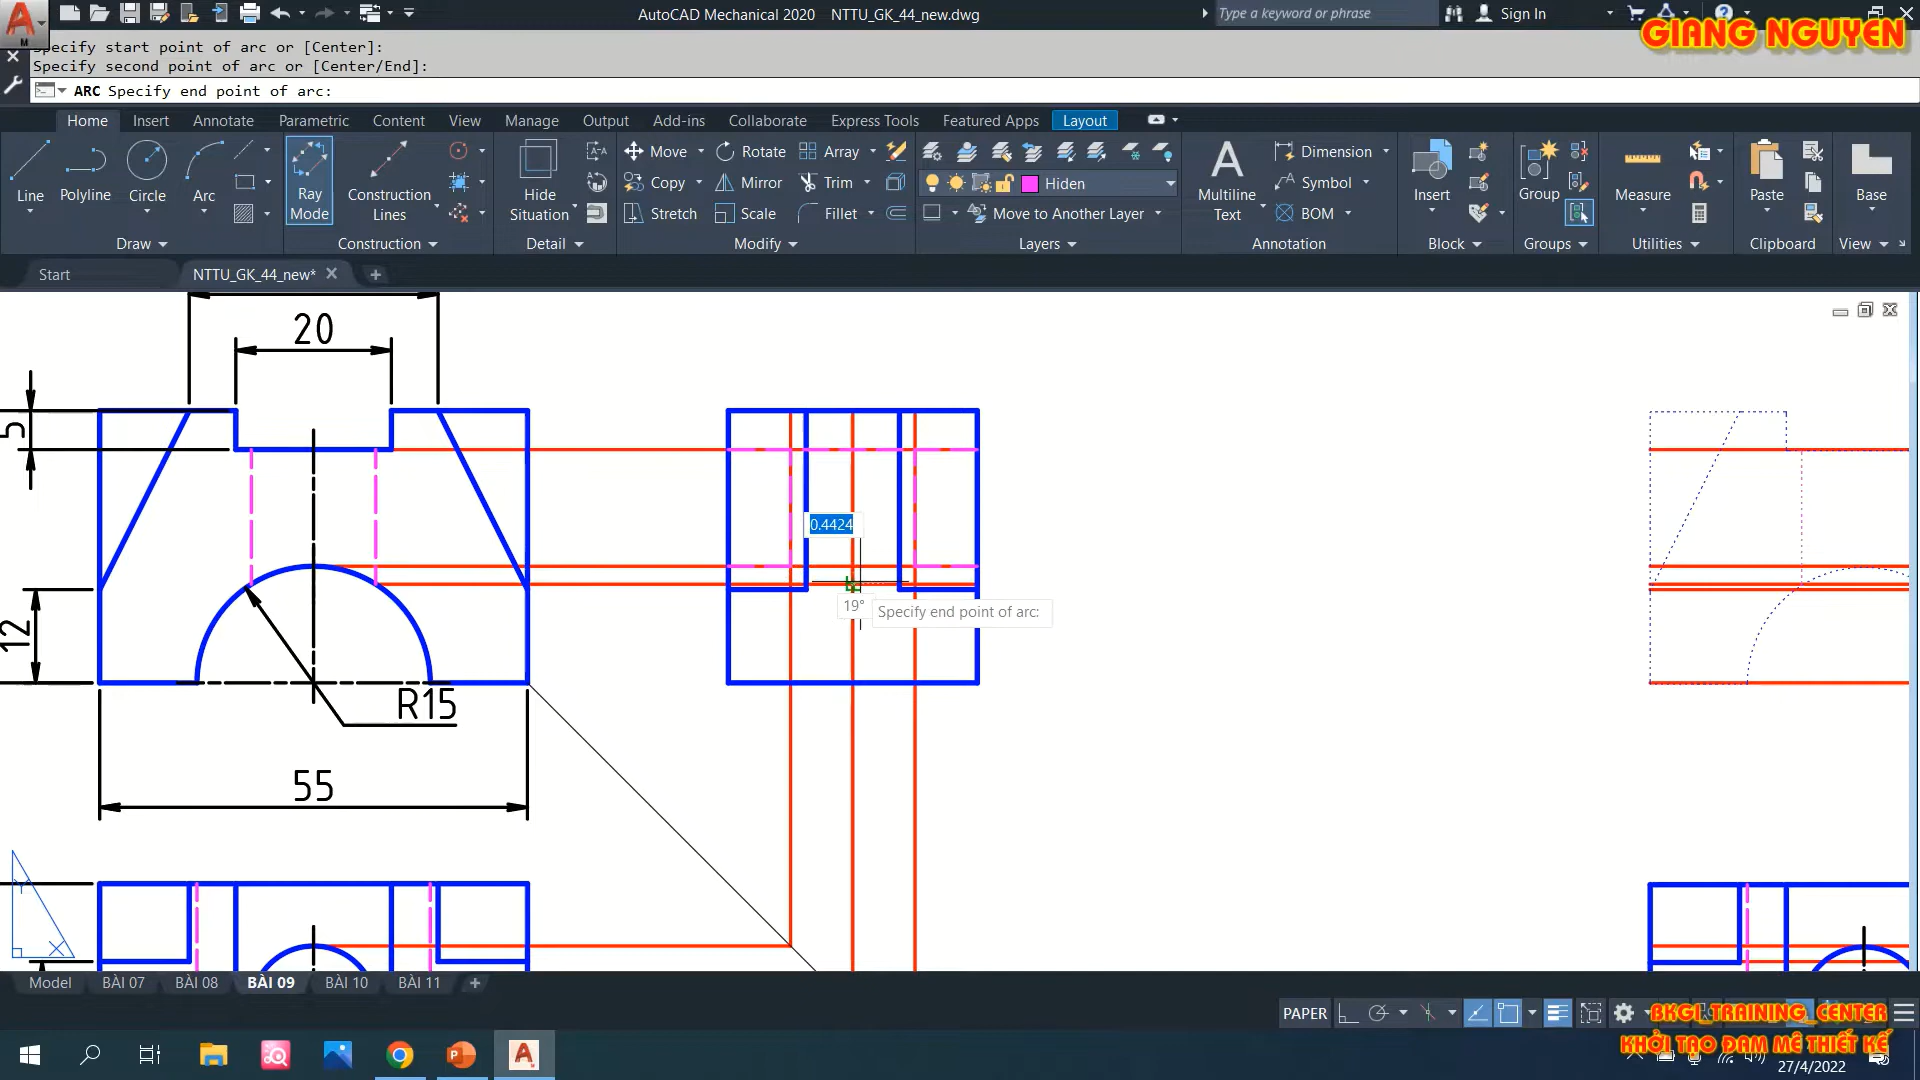 AutoCAD Mechanical 2020 NTTU_GK_44_new.dwg
Type a keyword or phrase
Sign In
GIANG NGUYEN
Specify start point of arc or [Center]:
Specify second point of arc or [Center/End]:
ARC Specify end point of arc:
Home Insert Annotate Parametric Content View Manage Output Add-ins Collaborate Express Tools Featured Apps Layout
Line Polyline Circle Arc
Ray Mode
Construction Lines
Hide Situation
Move Rotate Array
Copy Mirror Trim
Stretch Scale Fillet
Hiden
Move to Another Layer
Multiline Text
Dimension
Symbol
BOM
Insert
Group
Measure
Paste
Base
Draw Construction Detail Modify Layers Annotation Block Groups Utilities Clipboard View
Start NTTU_GK_44_new*
20
5
0.4424
19° Specify end point of arc:
12
R15
55
Y
X
Model BÀI 07 BÀI 08 BÀI 09 BÀI 10 BÀI 11
PAPER
BKGI_TRAINING_CENTER
KHỞI TẠO ĐAM MÊ THIẾT KẾ
27/4/2022